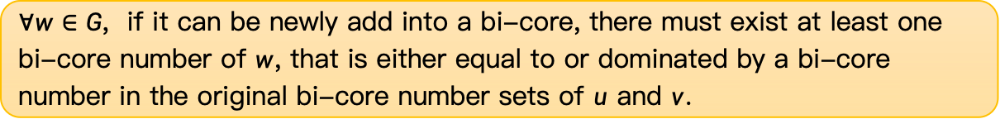 ∀w ∈ G,  if it can be newly add into a bi–core, there must exist at least one
bi–core number of w, that is either equal to or dominated by a bi–core
number in the original bi–core number sets of u and v.